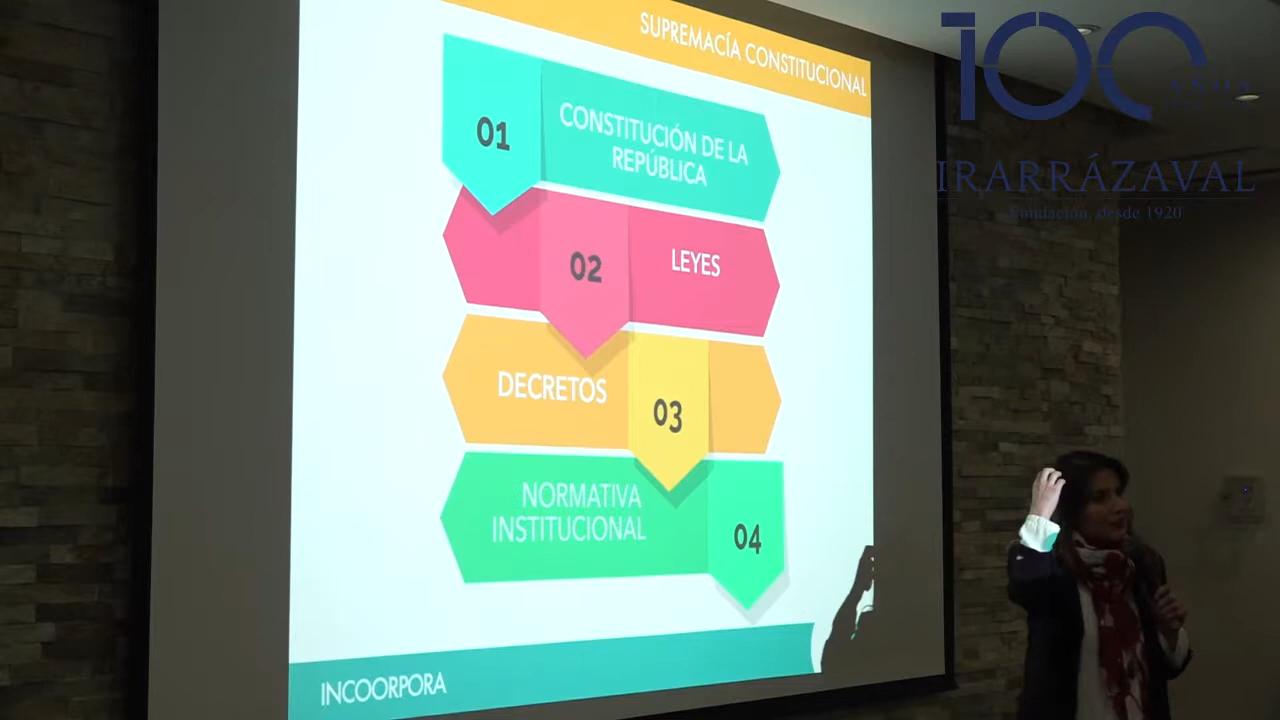 SUPREMACÍA CONSTITUCIONAL
01
CONSTITUCIÓN DE LA
REPÚBLICA
02
LEYES
DECRETOS
03
NORMATIVA
INSTITUCIONAL
04
INCOORPORA
100
AÑOS
IRARRÁZAVAL
Fundación, desde 1920